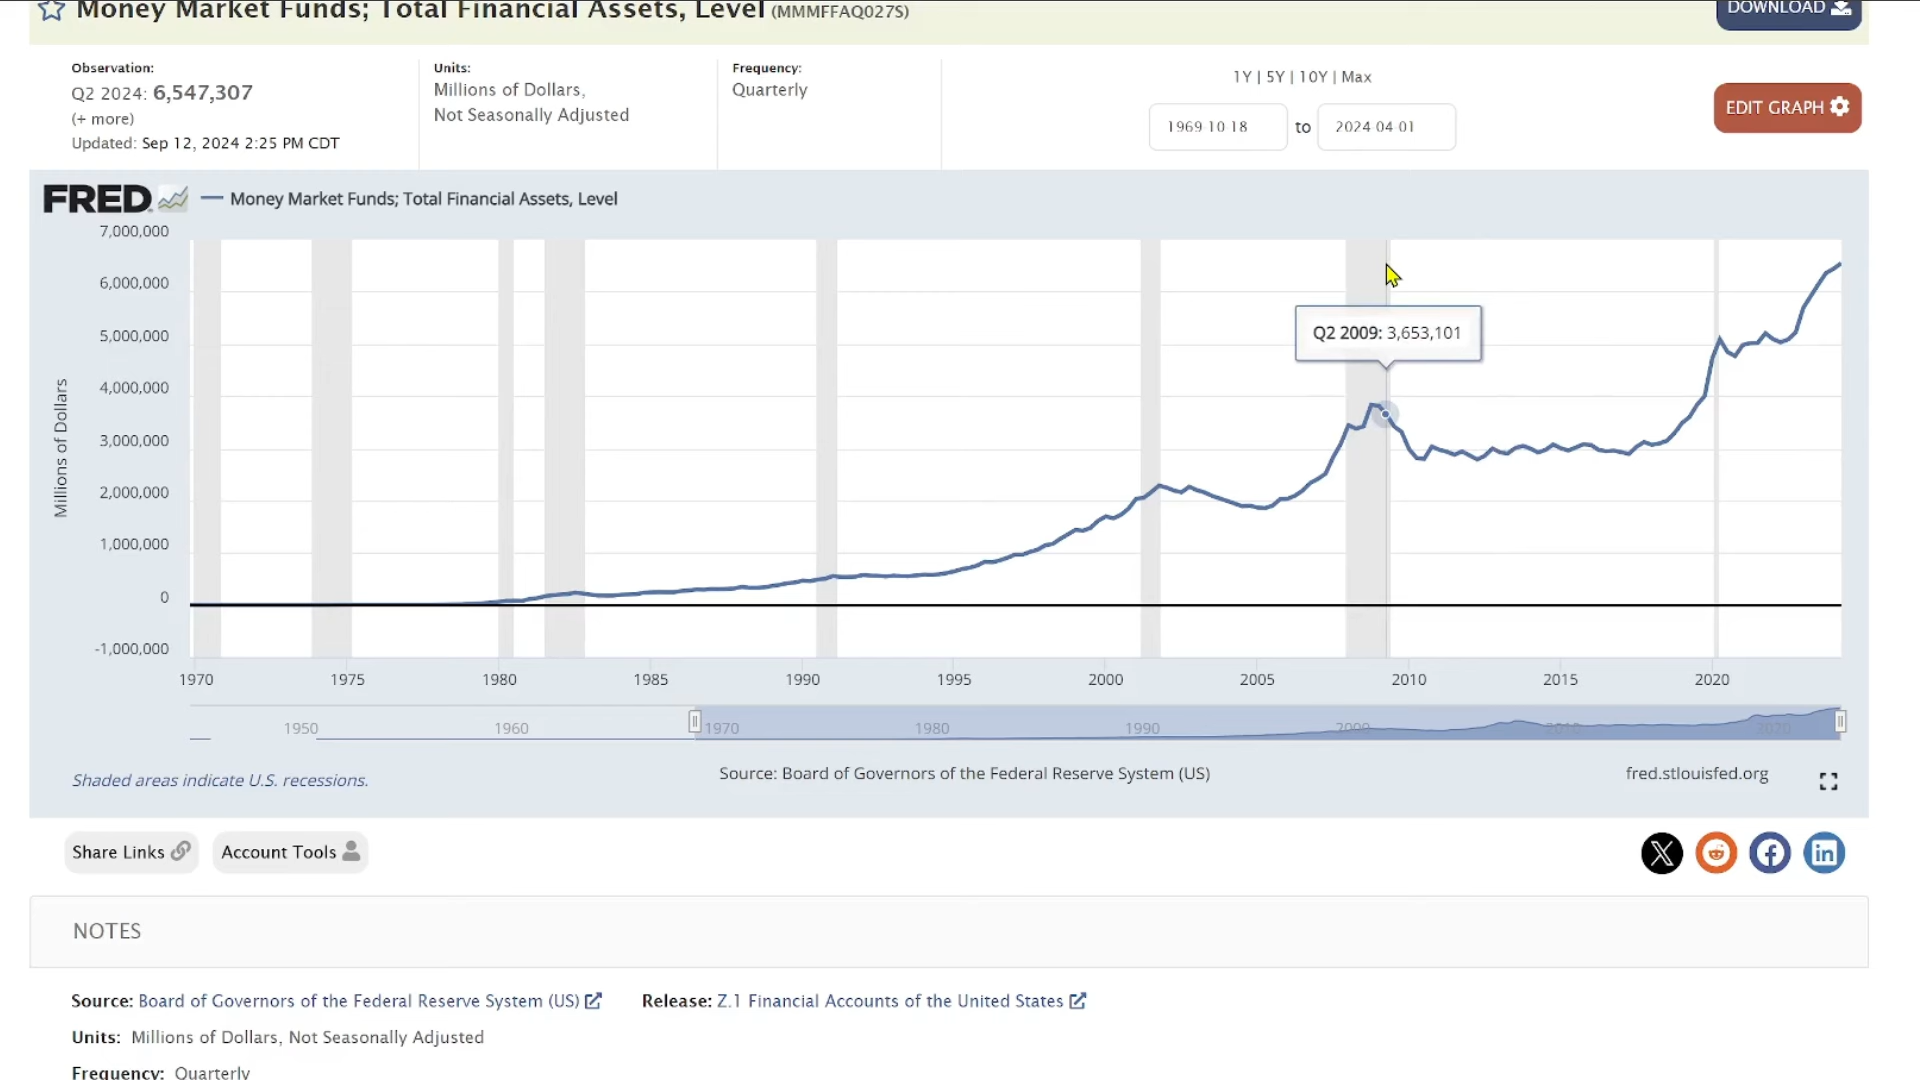 Money Market Funds; Total Financial Assets, Level (MMMFFAQ027S)
DOWNLOAD
Observation:
Q2 2024: 6,547,307
(+ more)
Updated: Sep 12, 2024 2:25 PM CDT
Units:
Millions of Dollars,
Not Seasonally Adjusted
Frequency:
Quarterly
1Y | 5Y | 10Y | Max
1969-10-18 to 2024-04-01
EDIT GRAPH
FRED
Money Market Funds; Total Financial Assets, Level
Millions of Dollars
7,000,000
6,000,000
5,000,000
4,000,000
3,000,000
2,000,000
1,000,000
0
-1,000,000
Q2 2009: 3,653,101
1970 1975 1980 1985 1990 1995 2000 2005 2010 2015 2020
1950 1960 1970 1980 1990 2000 2010 2020
Shaded areas indicate U.S. recessions.
Source: Board of Governors of the Federal Reserve System (US)
fred.stlouisfed.org
Share Links
Account Tools
X
f
in
NOTES
Source: Board of Governors of the Federal Reserve System (US)
Release: Z.1 Financial Accounts of the United States
Units: Millions of Dollars, Not Seasonally Adjusted
Frequency: Quarterly